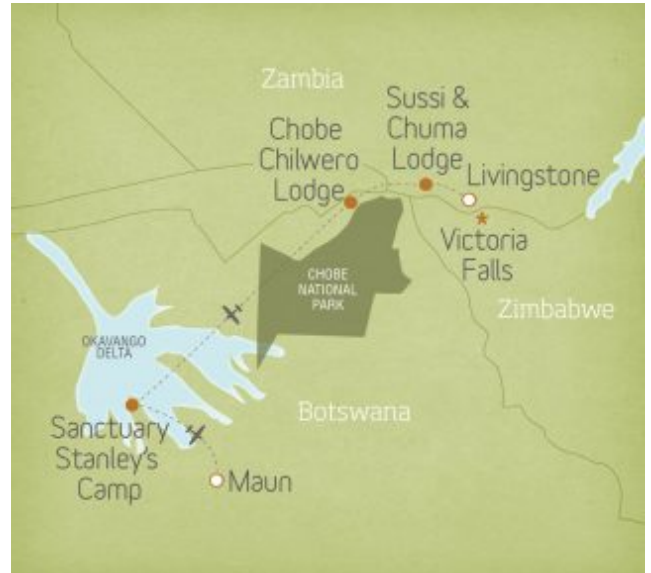 Zambia
Sussi &
Chuma
Lodge
Chobe
Chilwero
Lodge
Livingstone
Victoria
Falls
CHOBE
NATIONAL
PARK
Zimbabwe
OKAVANGO
DELTA
Botswana
Sanctuary
Stanley's
Camp
Maun